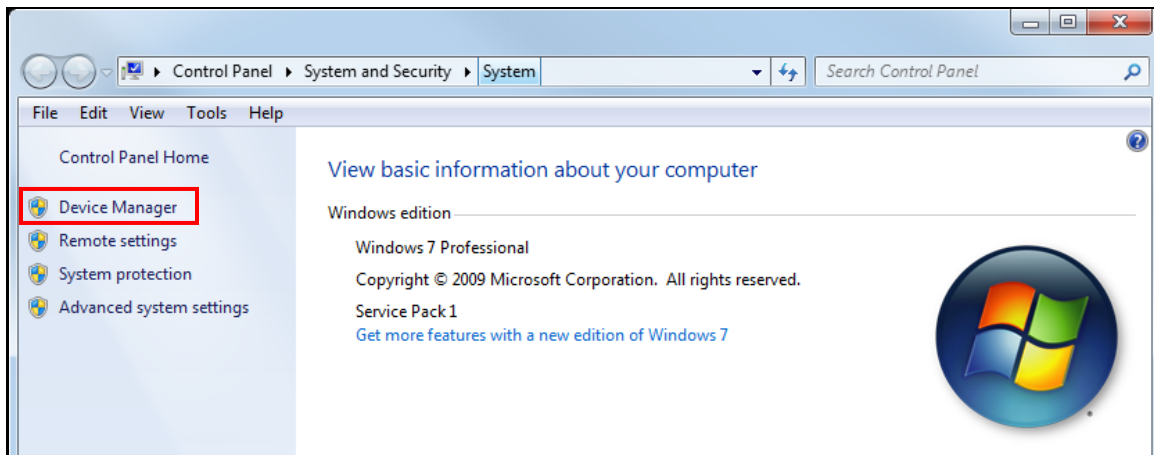 Control Panel System and Security System
Search Control Panel
File Edit View Tools Help
Control Panel Home
Device Manager
Remote settings
System protection
Advanced system settings
View basic information about your computer
Windows edition
Windows 7 Professional
Copyright © 2009 Microsoft Corporation. All rights reserved.
Service Pack 1
Get more features with a new edition of Windows 7